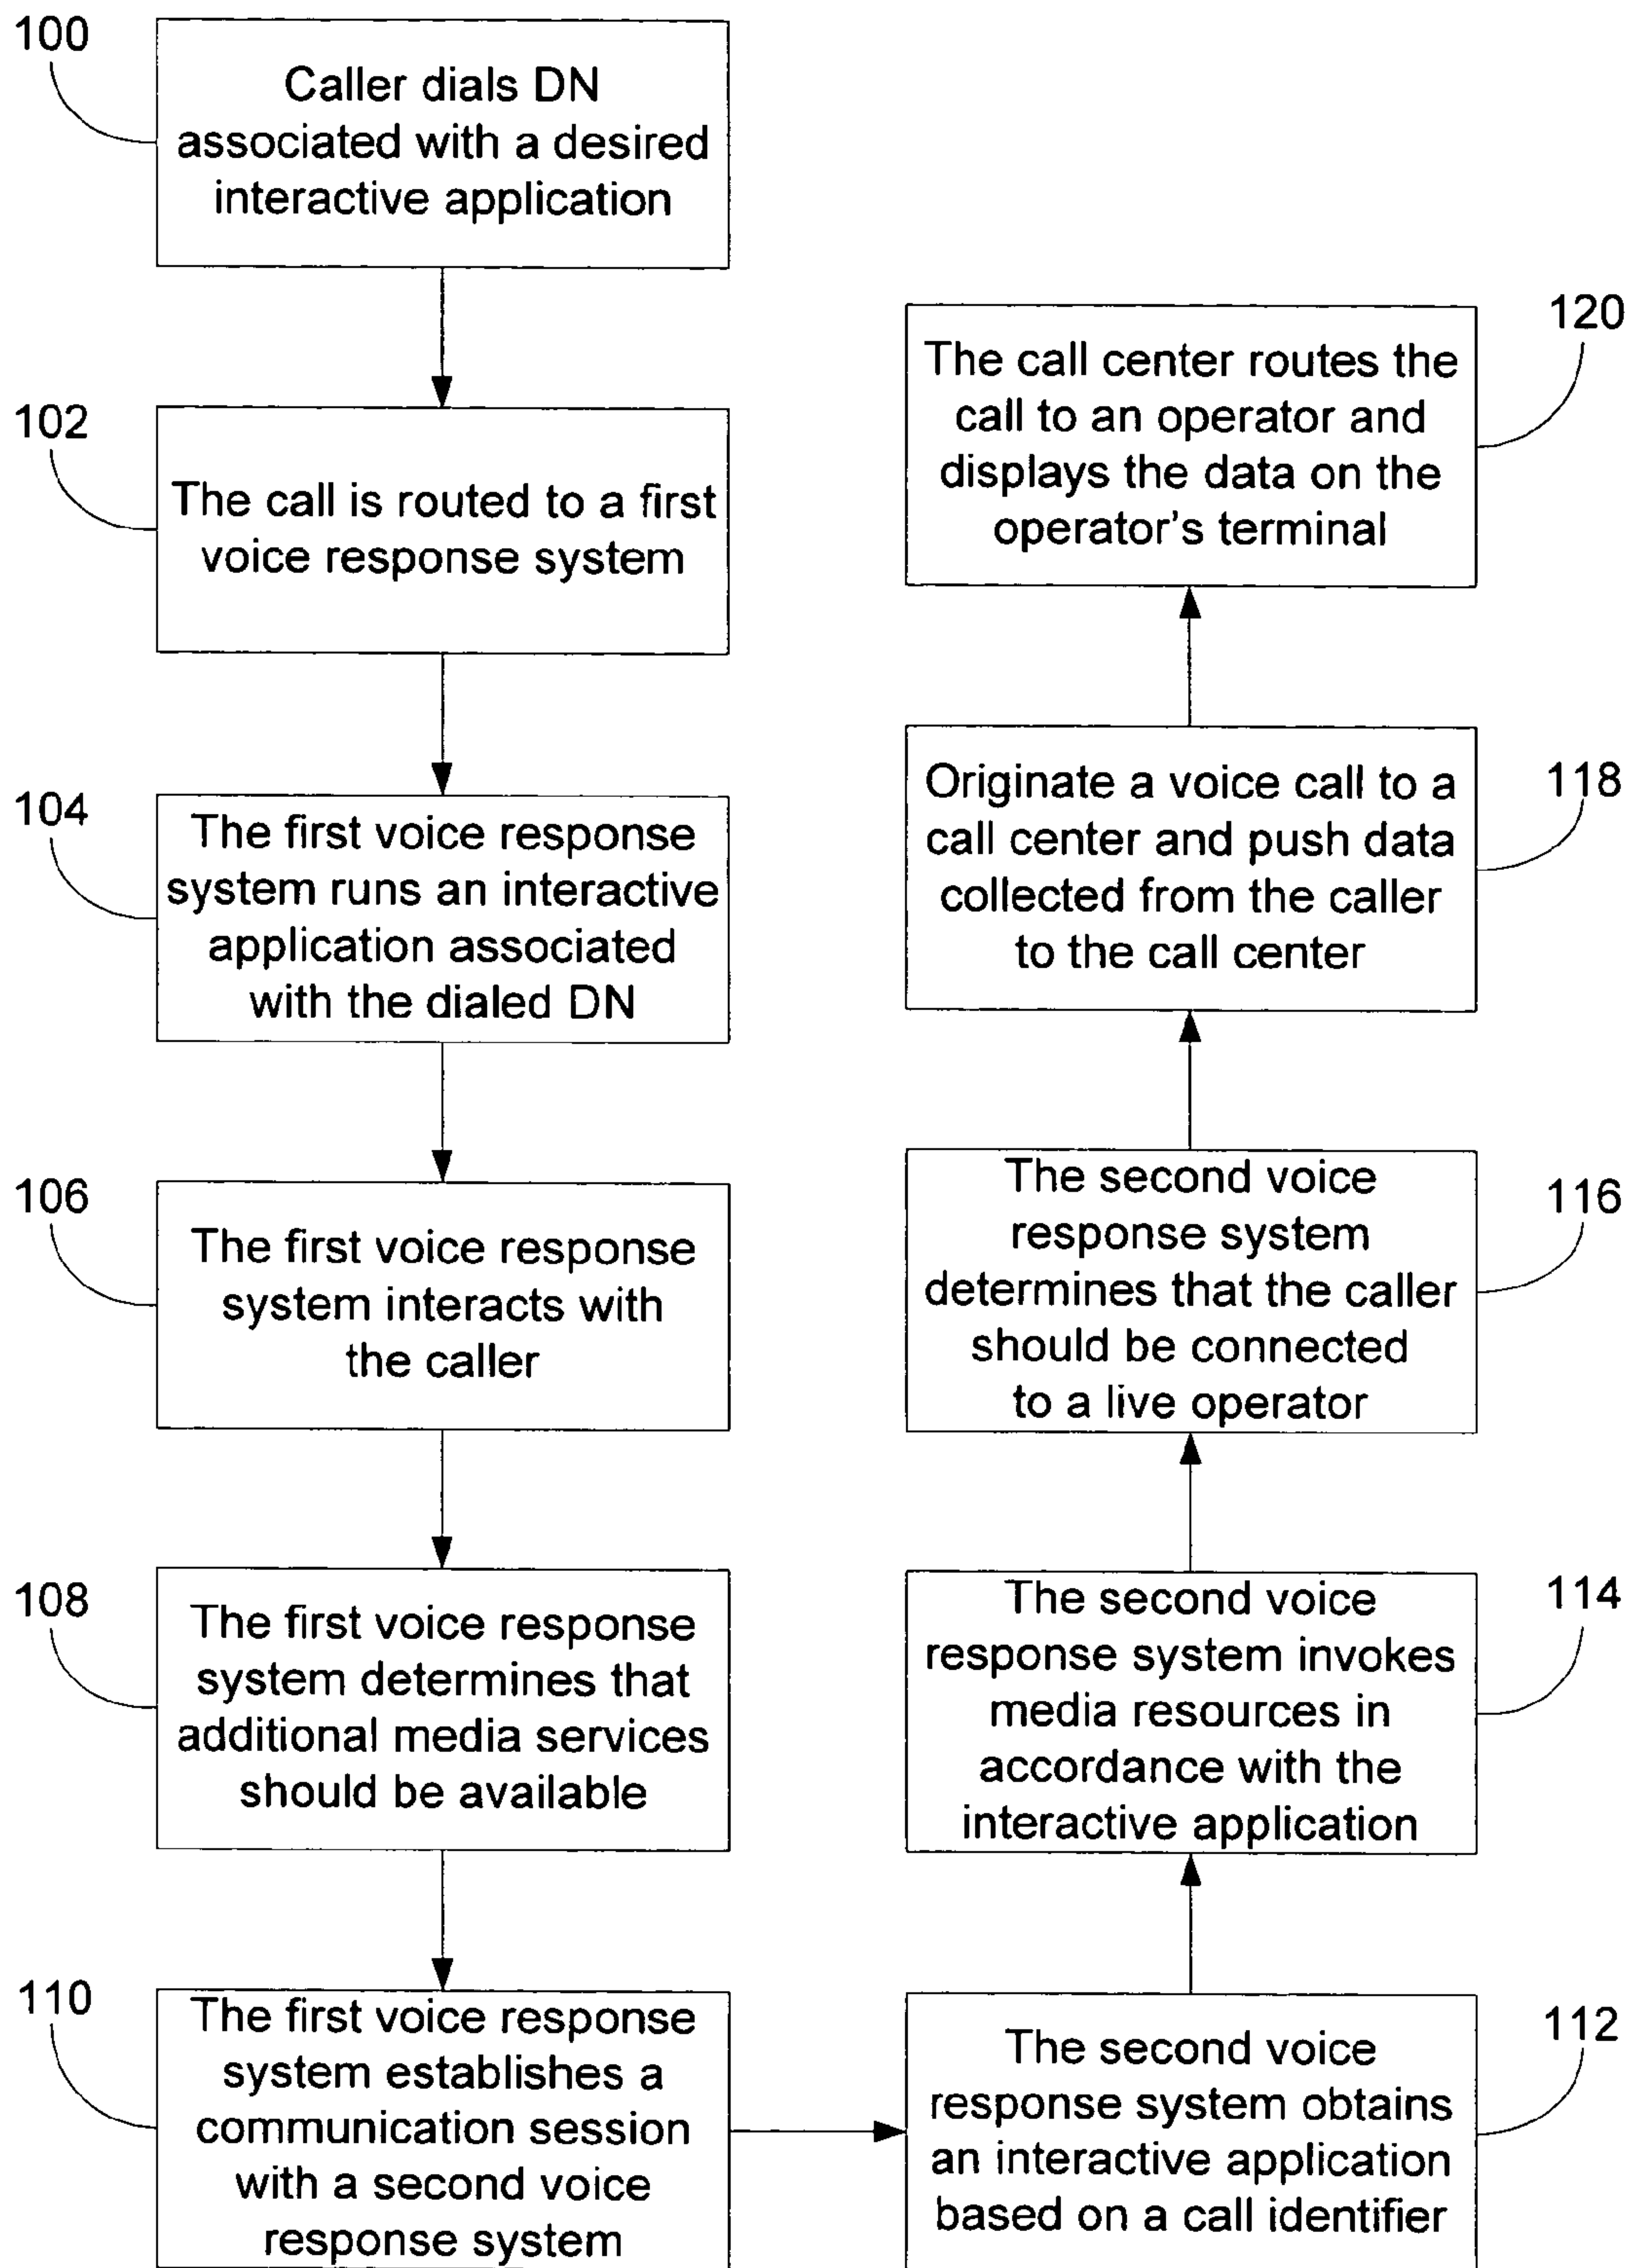 100
Caller dials DN
associated with a desired
interactive application
102
The call is routed to a first
voice response system
104
The first voice response
system runs an interactive
application associated
with the dialed DN
106
The first voice response
system interacts with
the caller
108
The first voice response
system determines that
additional media services
should be available
110
The first voice response
system establishes a
communication session
with a second voice
response system
112
The second voice
response system obtains
an interactive application
based on a call identifier
114
The second voice
response system invokes
media resources in
accordance with the
interactive application
116
The second voice
response system
determines that the caller
should be connected
to a live operator
118
Originate a voice call to a
call center and push data
collected from the caller
to the call center
120
The call center routes the
call to an operator and
displays the data on the
operator's terminal